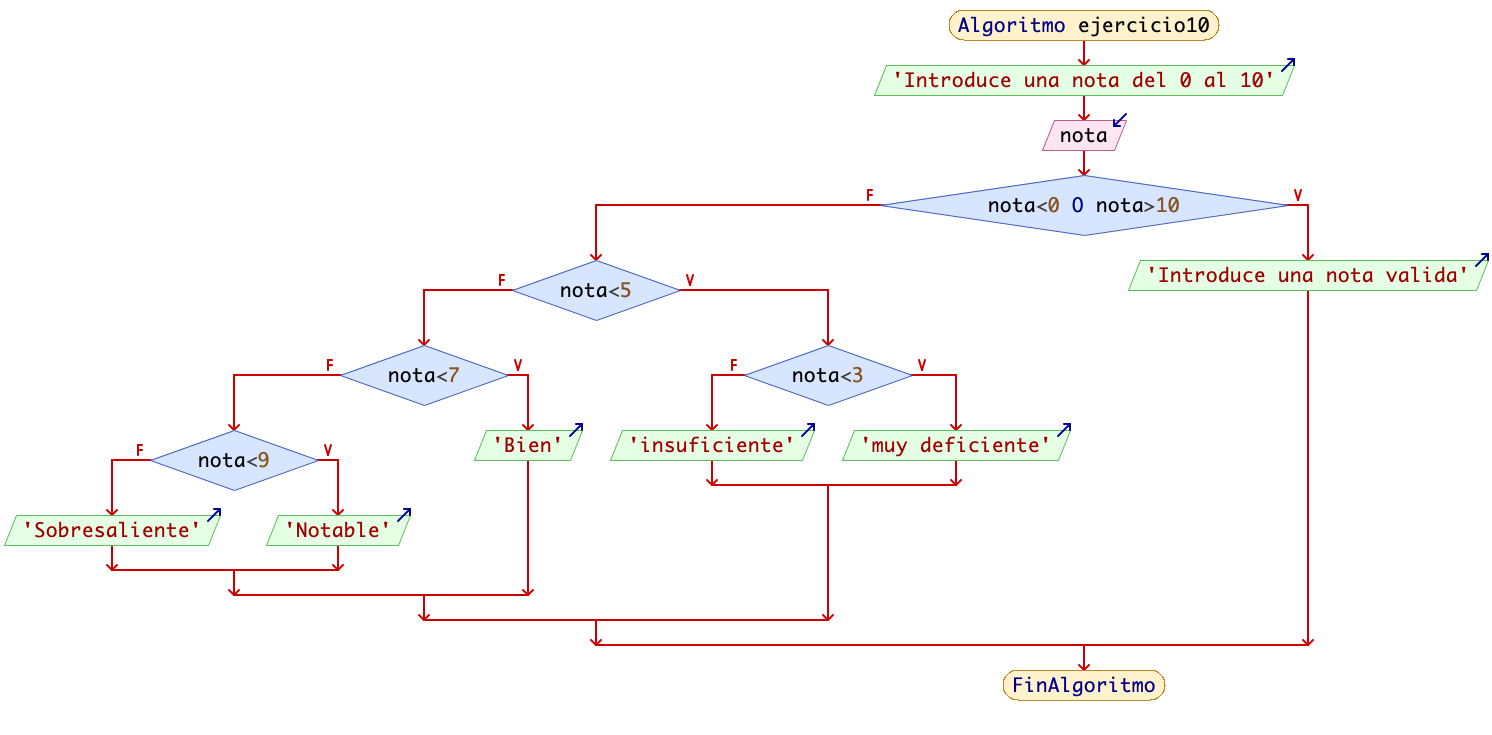 Algoritmo ejercicio10
'Introduce una nota del 0 al 10'
nota
F
V
nota<0 O nota>10
F
V
nota<5
'Introduce una nota valida'
F
V
F
V
nota<7
nota<3
F
V
'Bien'
'insuficiente'
'muy deficiente'
nota<9
'Sobresaliente'
'Notable'
FinAlgoritmo